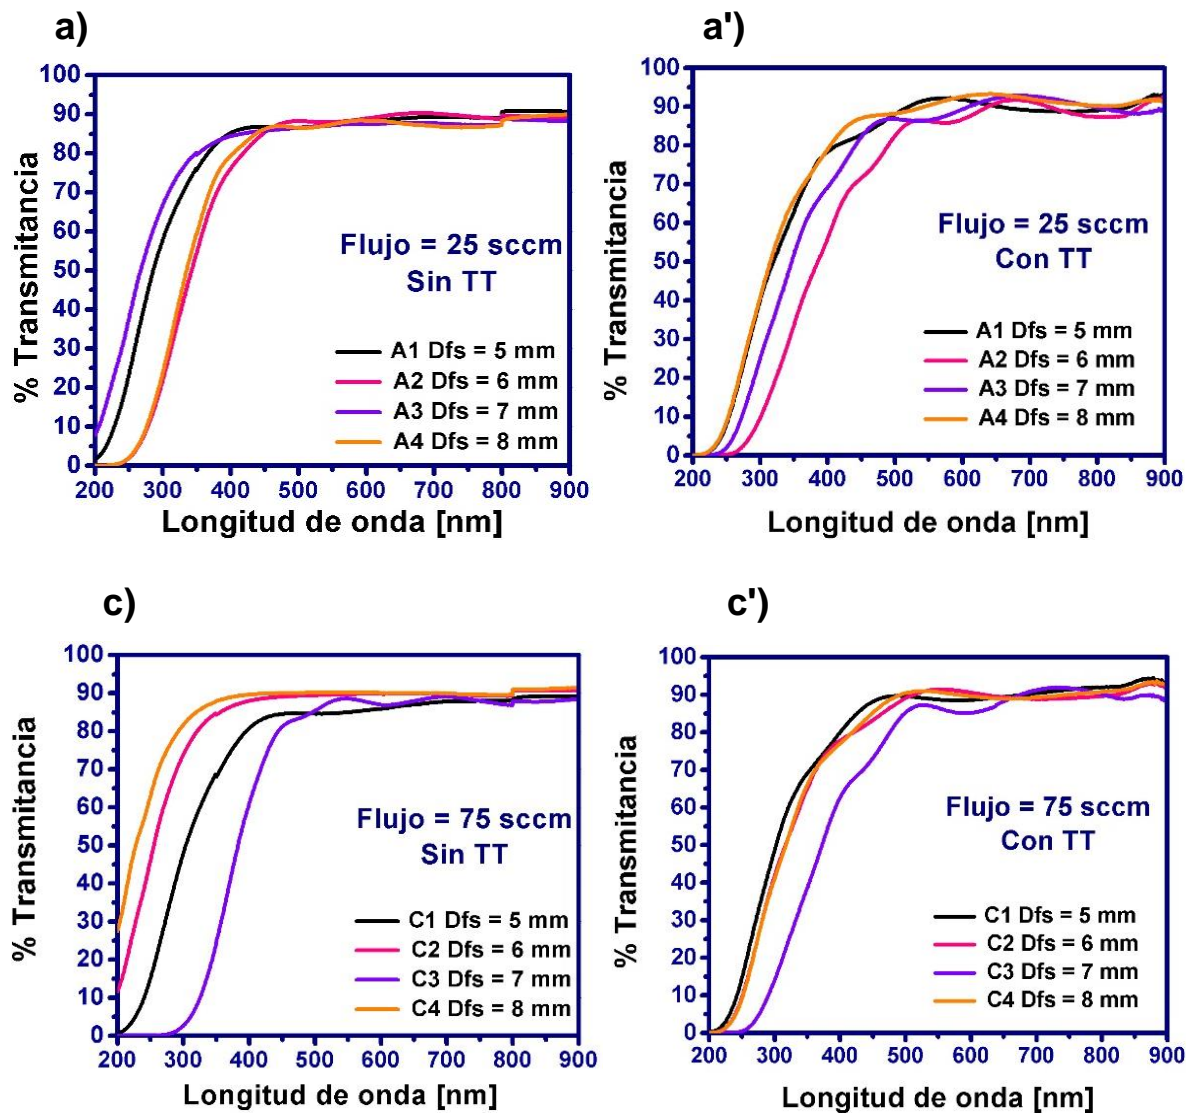 a)
% Transmitancia
100
90
80
70
60
50
40
30
20
10
0
Flujo = 25 sccm
Sin TT
A1 Dfs = 5 mm
A2 Dfs = 6 mm
A3 Dfs = 7 mm
A4 Dfs = 8 mm
200 300 400 500 600 700 800 900
Longitud de onda [nm]
a')
% Transmitancia
100
90
80
70
60
50
40
30
20
10
0
Flujo = 25 sccm
Con TT
A1 Dfs = 5 mm
A2 Dfs = 6 mm
A3 Dfs = 7 mm
A4 Dfs = 8 mm
200 300 400 500 600 700 800 900
Longitud de onda [nm]
c)
% Transmitancia
100
90
80
70
60
50
40
30
20
10
0
Flujo = 75 sccm
Sin TT
C1 Dfs = 5 mm
C2 Dfs = 6 mm
C3 Dfs = 7 mm
C4 Dfs = 8 mm
200 300 400 500 600 700 800 900
Longitud de onda [nm]
c')
% Transmitancia
100
90
80
70
60
50
40
30
20
10
0
Flujo = 75 sccm
Con TT
C1 Dfs = 5 mm
C2 Dfs = 6 mm
C3 Dfs = 7 mm
C4 Dfs = 8 mm
200 300 400 500 600 700 800 900
Longitud de onda [nm]